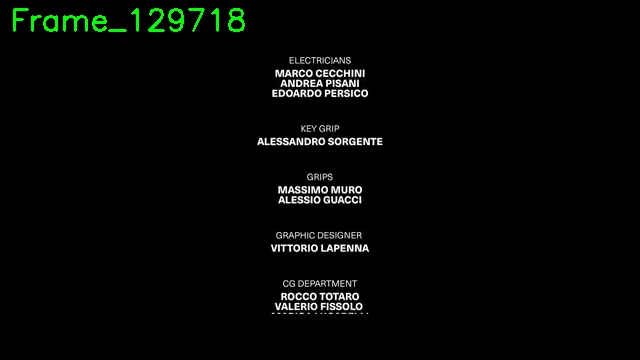 Frame_129718
ELECTRICIANS
MARCO CECCHINI
ANDREA PISANI
EDOARDO PERSICO
KEY GRIP
ALESSANDRO SORGENTE
GRIPS
MASSIMO MURO
ALESSIO GUACCI
GRAPHIC DESIGNER
VITTORIO LAPENNA
CG DEPARTMENT
ROCCO TOTARO
VALERIO FISSOLO